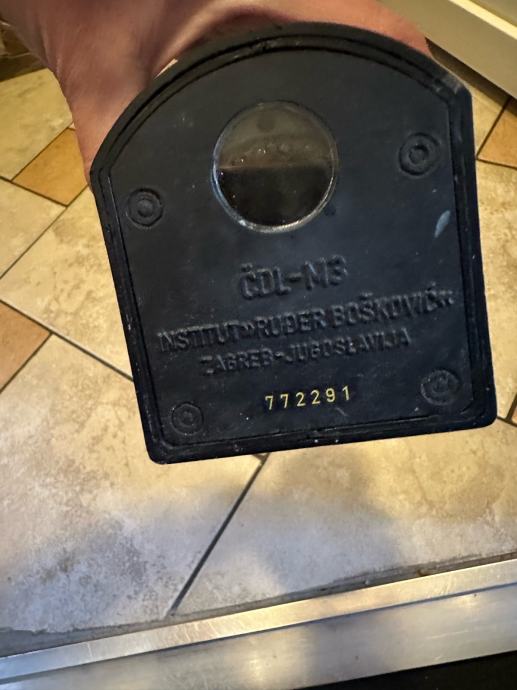 ČDL-M3
INSTITUT»RUĐER BOŠKOVIĆ«
ZAGREB-JUGOSLAVIJA
772291